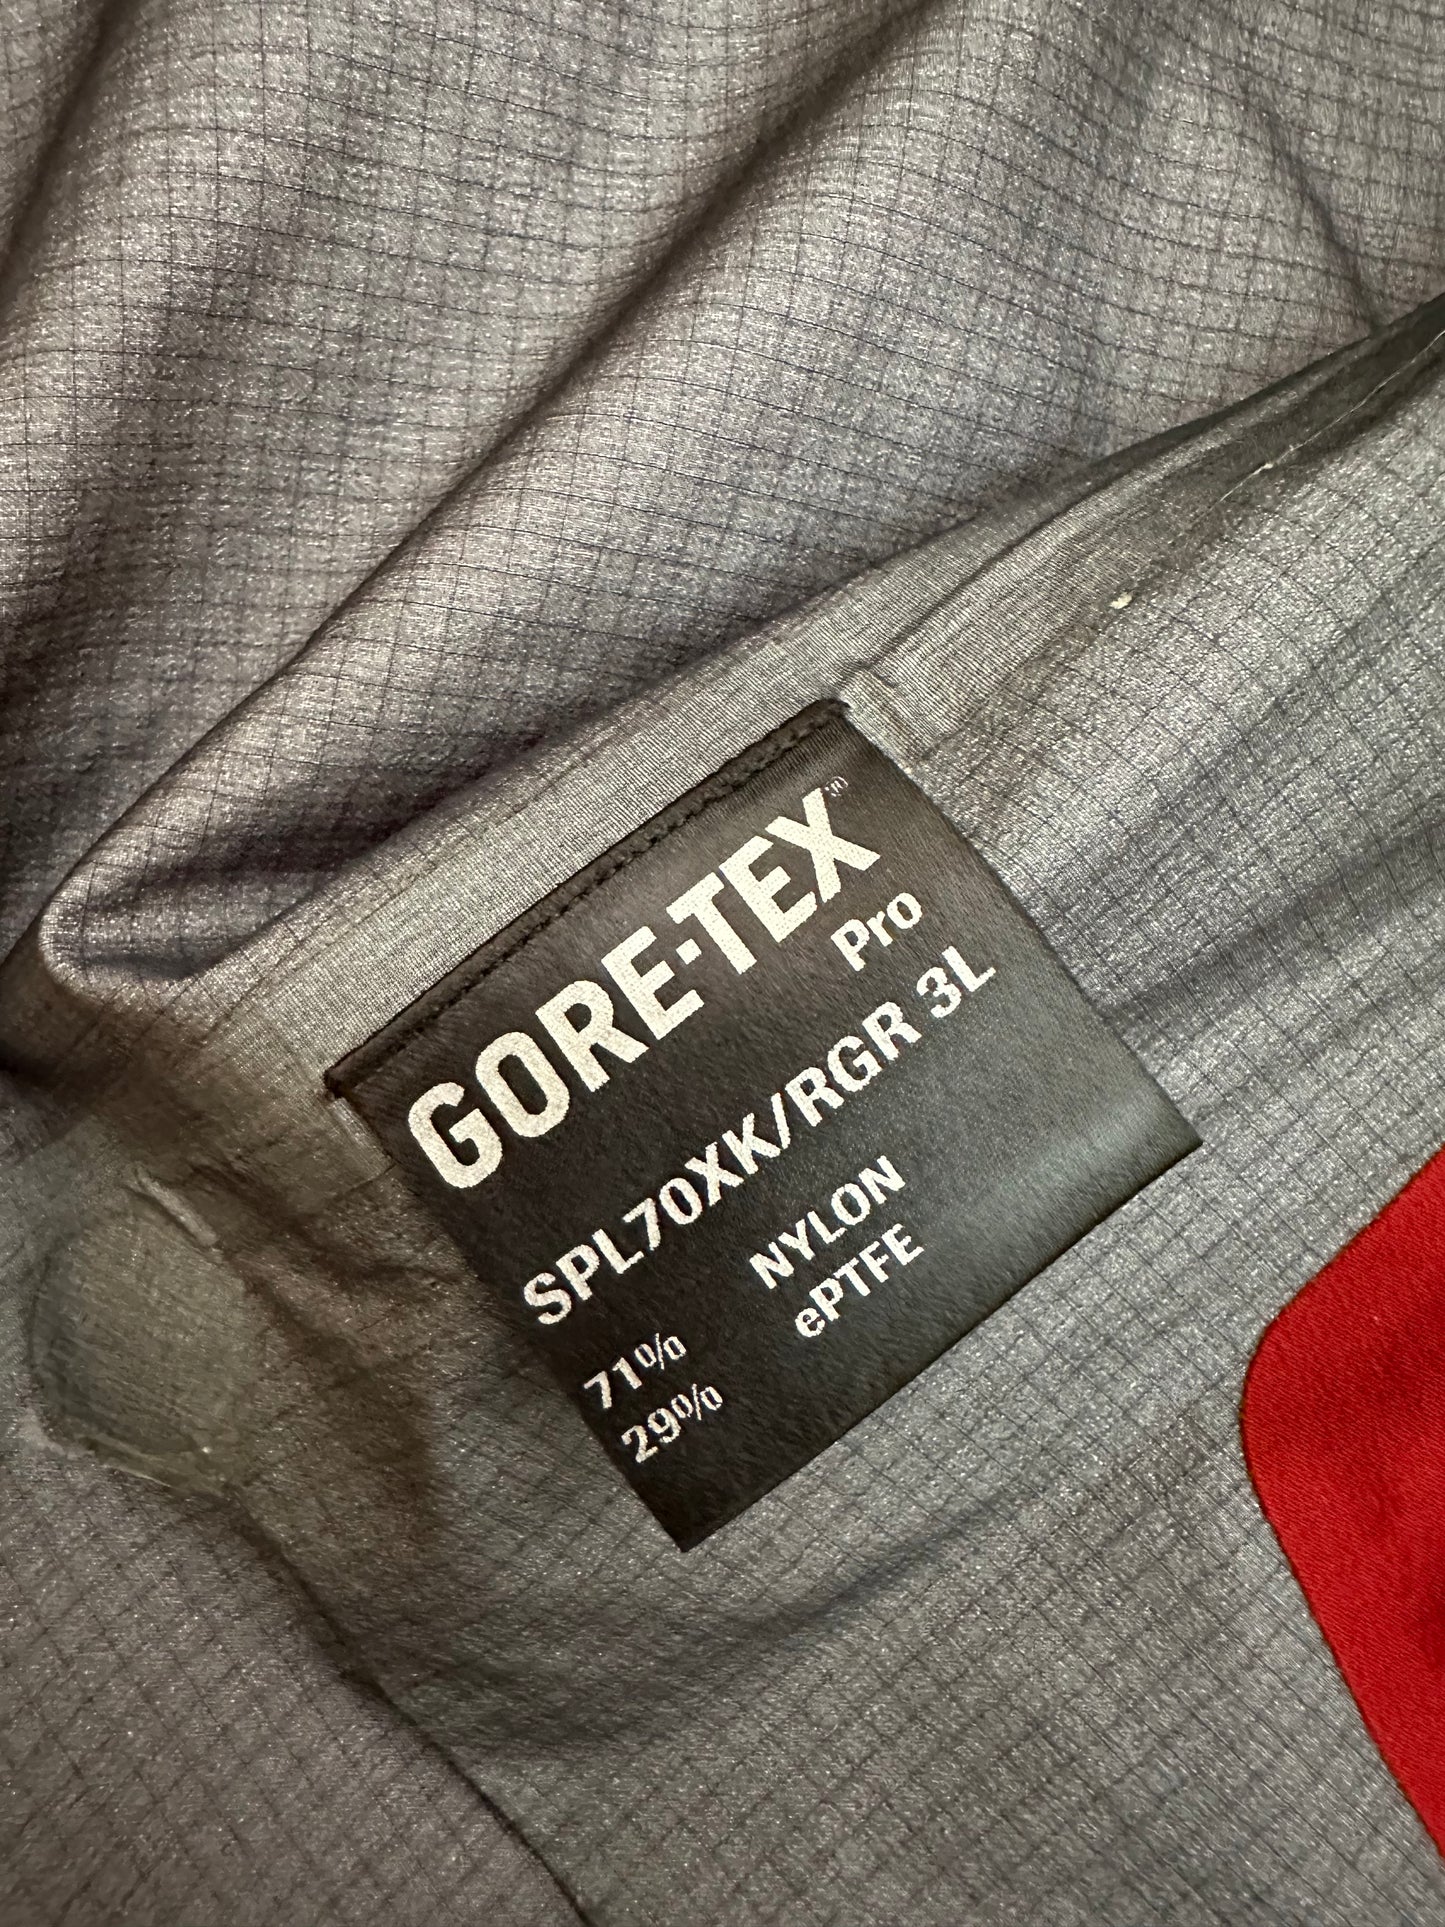 GORE-TEX®
Pro
SPL70XK/RGR 3L
71% NYLON
29% ePTFE